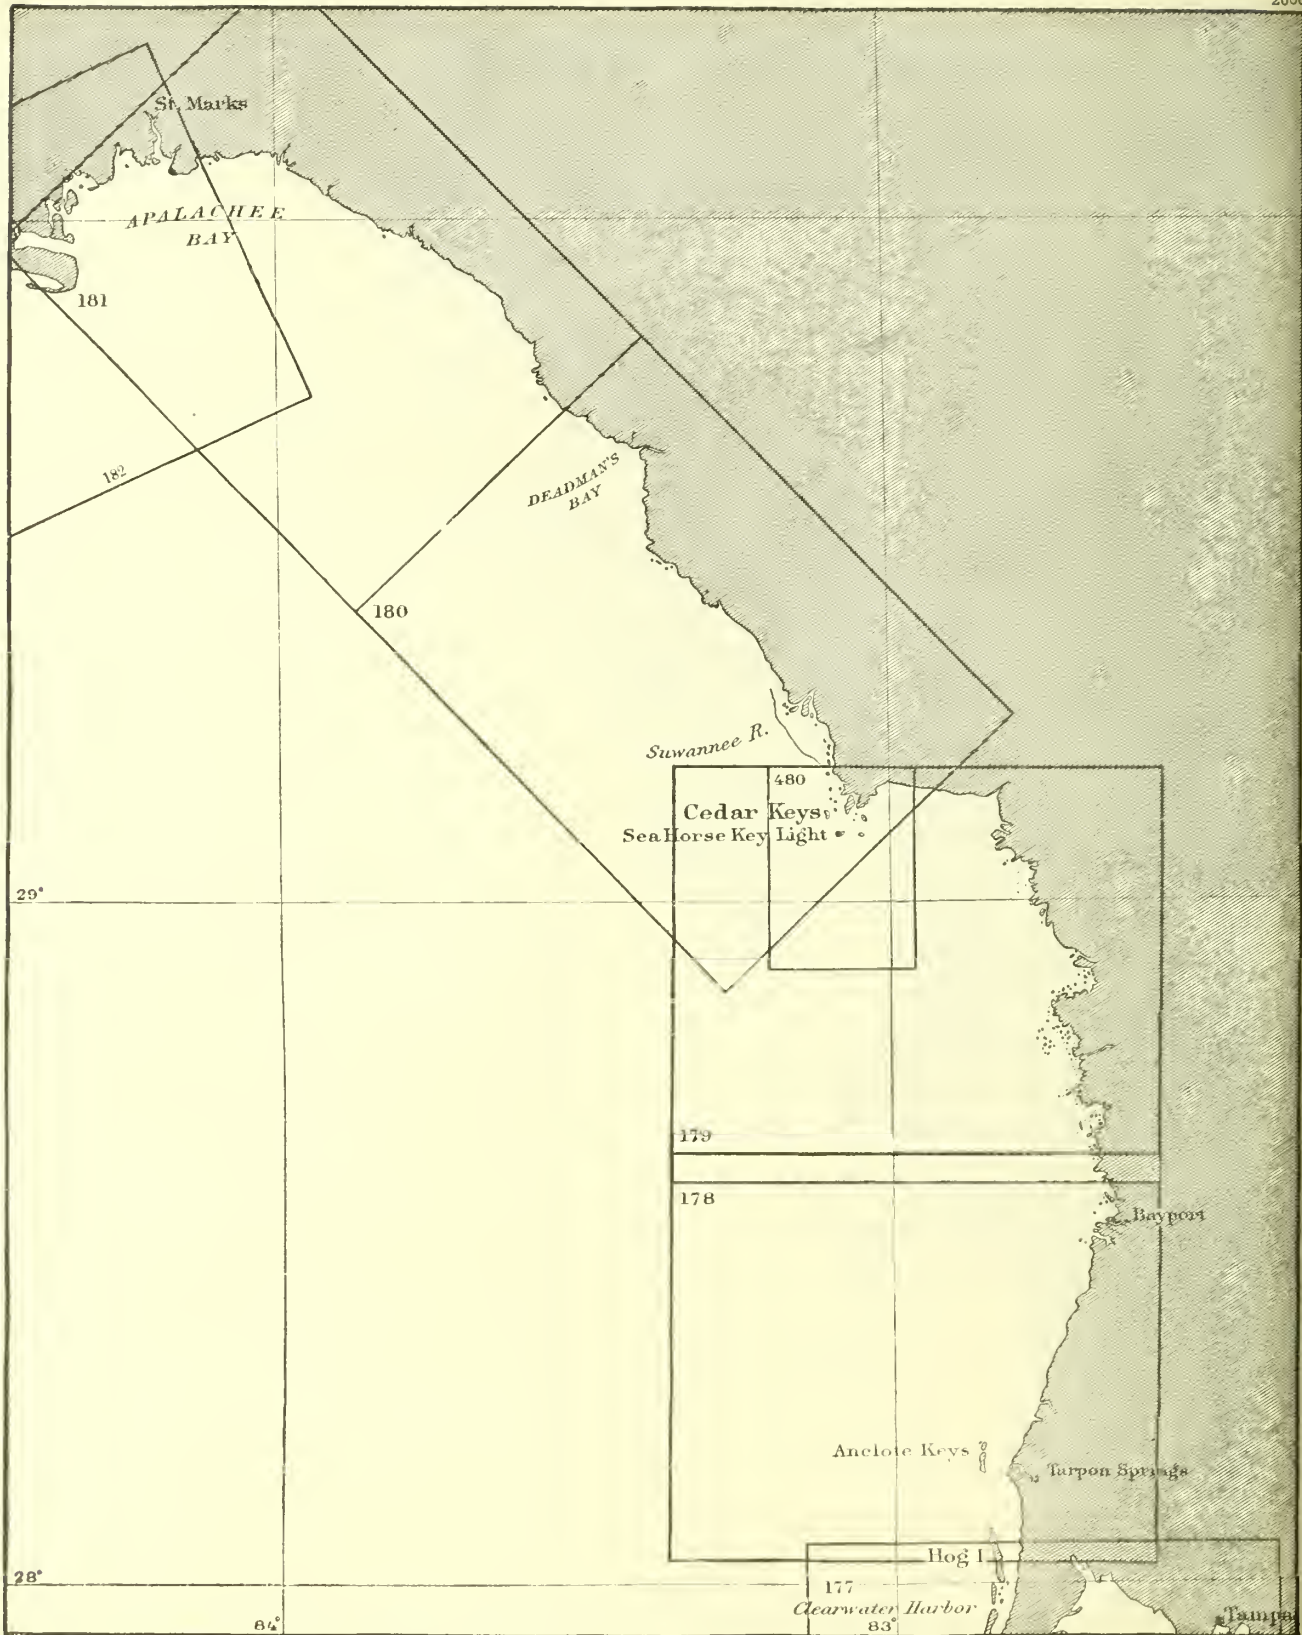 St. Marks
APALACHEE
BAY
181
182
DEADMAN'S
BAY
180
Suwannee R.
480
Cedar Keys
Sea Horse Key Light
29°
179
178
Bayport
Anclote Keys
Tarpon Springs
Hog I
28°
177
Clearwater Harbor
Tampa
84°
83°